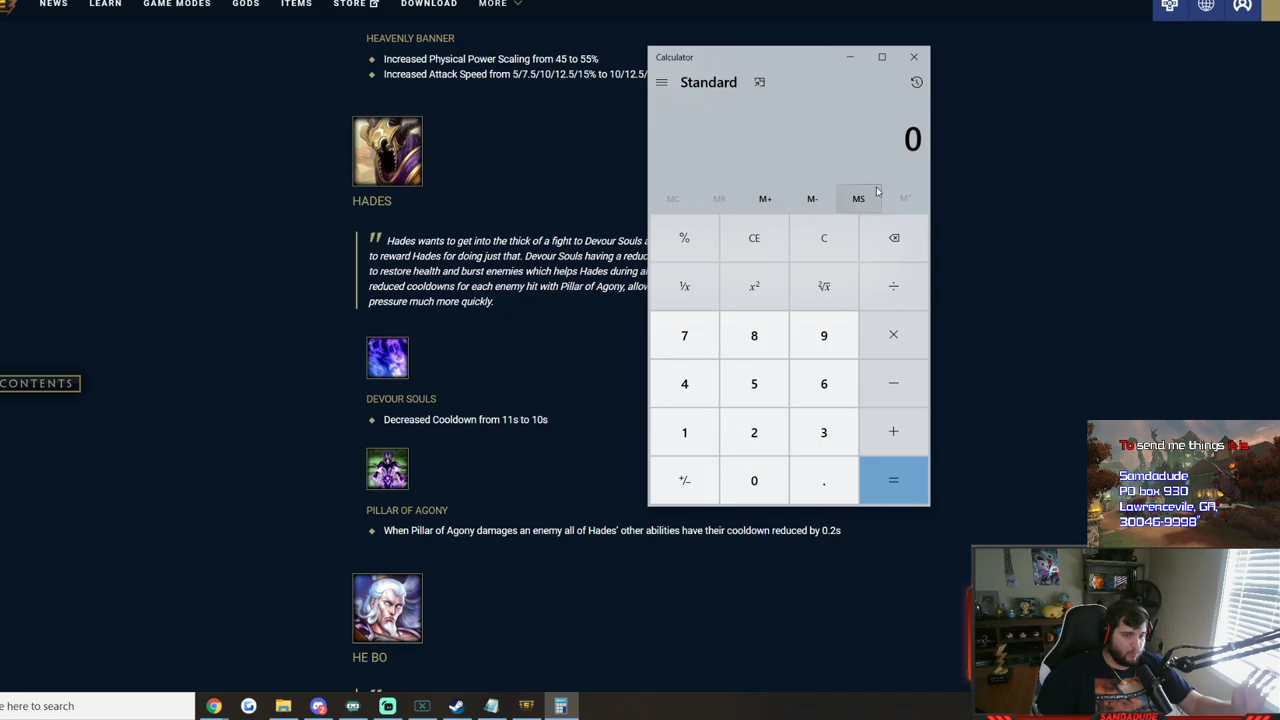 NEWS
LEARN
GAME MODES
GODS
ITEMS
STORE
DOWNLOAD
MORE
HEAVENLY BANNER
Increased Physical Power Scaling from 45 to 55%
Increased Attack Speed from 5/7.5/10/12.5/15% to 10/12.5/
HADES
Hades wants to get into the thick of a fight to Devour Souls
to reward Hades for doing just that. Devour Souls having a
to restore health and burst enemies which helps Hades during
reduced cooldowns for each enemy hit with Pillar of Agony,
pressure much more quickly.
CONTENTS
DEVOUR SOULS
Decreased Cooldown from 11s to 10s
PILLAR OF AGONY
When Pillar of Agony damages an enemy all of Hades' other abilities have their cooldown reduced by 0.2s
HE BO
Calculator
Standard
0
MC MR M+ M- MS
% CE C
1/x x² ²√x ÷
7 8 9 ×
4 5 6 −
1 2 3 +
+/− 0 . =
To send me things it is
Samdadude
PO box 930
Lawrencevile, GA,
30046-9998"
SAMDADUDE
e here to search